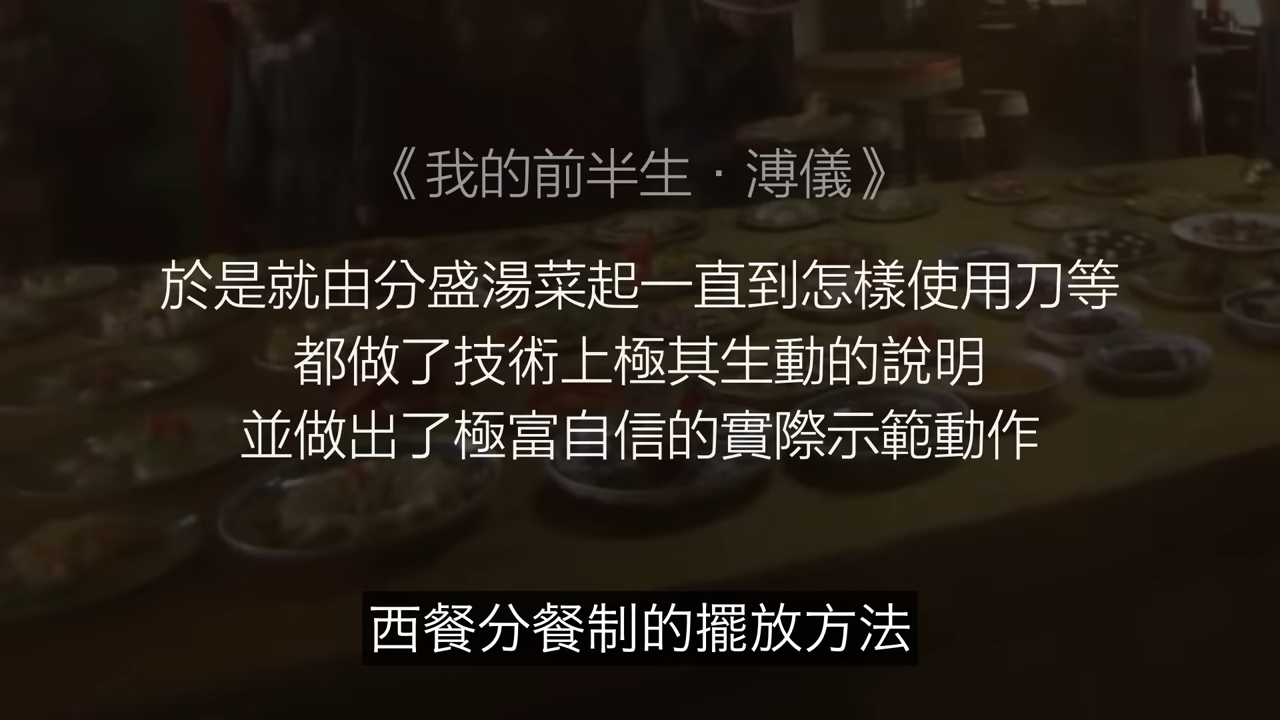 《我的前半生·溥儀》
於是就由分盛湯菜起一直到怎樣使用刀等
都做了技術上極其生動的說明
並做出了極富自信的實際示範動作
西餐分餐制的擺放方法